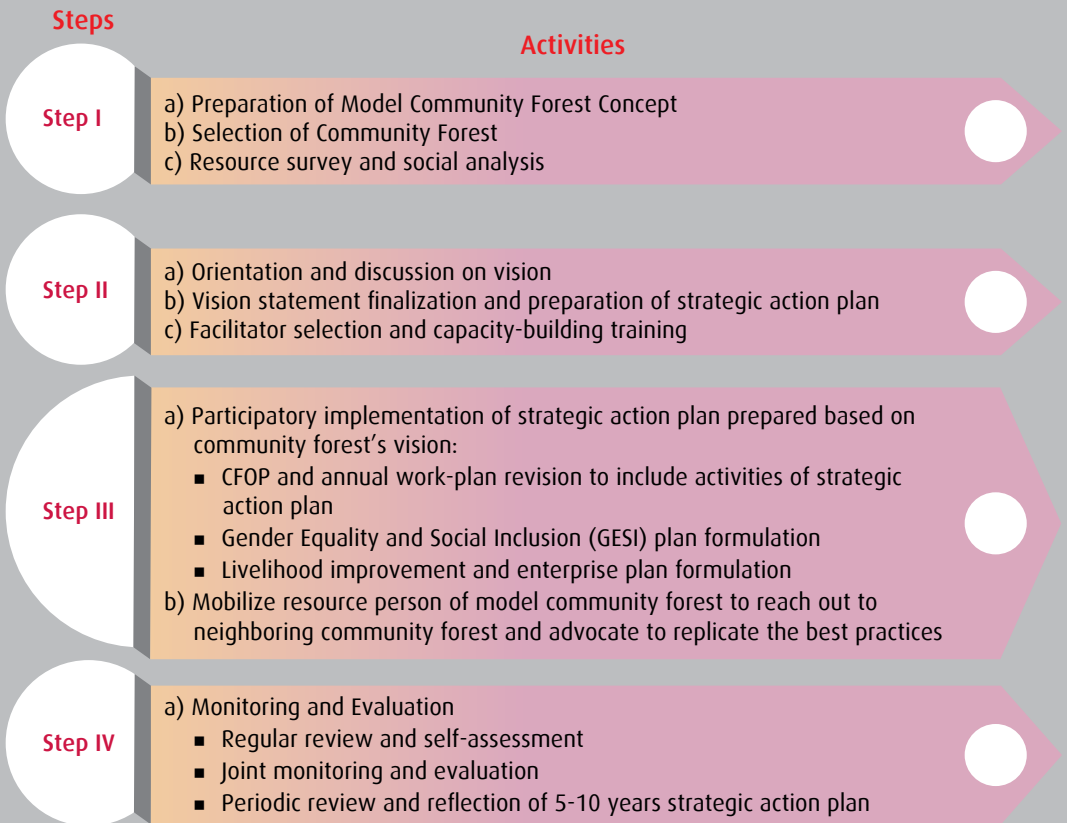 Steps
Activities
Step I
a) Preparation of Model Community Forest Concept
b) Selection of Community Forest
c) Resource survey and social analysis
Step II
a) Orientation and discussion on vision
b) Vision statement finalization and preparation of strategic action plan
c) Facilitator selection and capacity-building training
Step III
a) Participatory implementation of strategic action plan prepared based on
community forest's vision:
■ CFOP and annual work-plan revision to include activities of strategic
action plan
■ Gender Equality and Social Inclusion (GESI) plan formulation
■ Livelihood improvement and enterprise plan formulation
b) Mobilize resource person of model community forest to reach out to
neighboring community forest and advocate to replicate the best practices
Step IV
a) Monitoring and Evaluation
■ Regular review and self-assessment
■ Joint monitoring and evaluation
■ Periodic review and reflection of 5-10 years strategic action plan